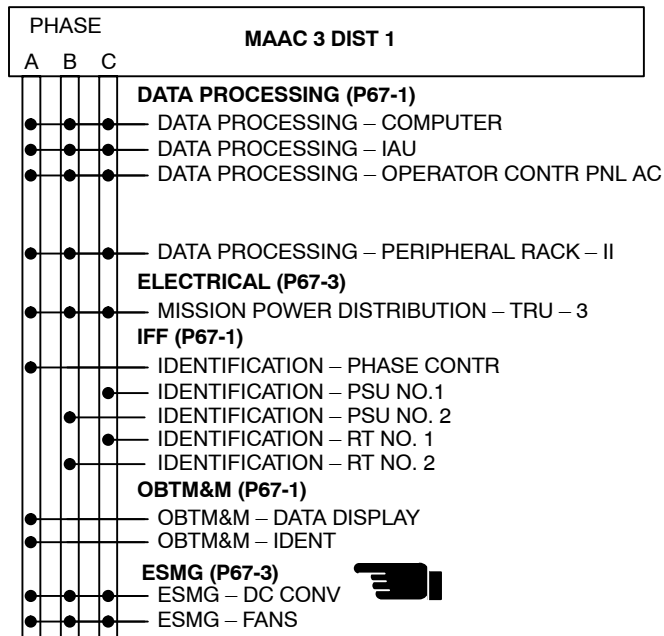 PHASE
MAAC 3 DIST 1
A B C
DATA PROCESSING (P67-1)
DATA PROCESSING – COMPUTER
DATA PROCESSING – IAU
DATA PROCESSING – OPERATOR CONTR PNL AC
DATA PROCESSING – PERIPHERAL RACK – II
ELECTRICAL (P67-3)
MISSION POWER DISTRIBUTION – TRU – 3
IFF (P67-1)
IDENTIFICATION – PHASE CONTR
IDENTIFICATION – PSU NO.1
IDENTIFICATION – PSU NO. 2
IDENTIFICATION – RT NO. 1
IDENTIFICATION – RT NO. 2
OBTM&M (P67-1)
OBTM&M – DATA DISPLAY
OBTM&M – IDENT
ESMG (P67-3)
ESMG – DC CONV
ESMG – FANS